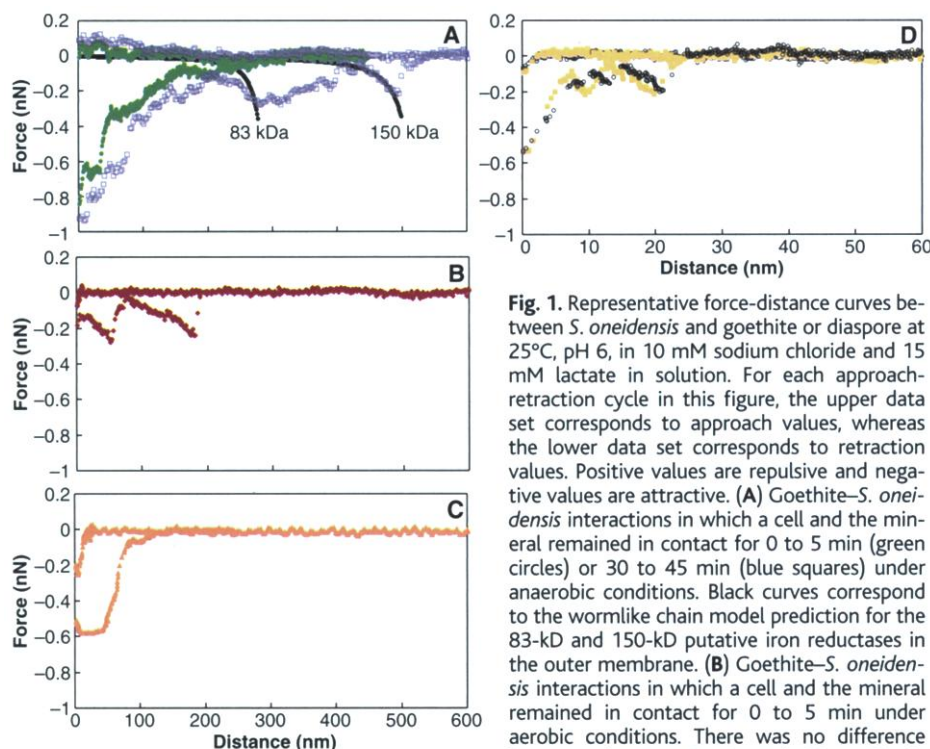 0.2
0
−0.2
−0.4
−0.6
−0.8
−1
Force (nN)
A
83 kDa
150 kDa
0.2
0
−0.2
−0.4
−0.6
−0.8
−1
Force (nN)
B
0.2
0
−0.2
−0.4
−0.6
−0.8
−1
Force (nN)
C
0 100 200 300 400 500 600
Distance (nm)
0.2
0
−0.2
−0.4
−0.6
−0.8
−1
Force (nN)
D
0 10 20 30 40 50 60
Distance (nm)
Fig. 1. Representative force-distance curves be-
tween S. oneidensis and goethite or diaspore at
25°C, pH 6, in 10 mM sodium chloride and 15
mM lactate in solution. For each approach-
retraction cycle in this figure, the upper data
set corresponds to approach values, whereas
the lower data set corresponds to retraction
values. Positive values are repulsive and nega-
tive values are attractive. (A) Goethite–S. onei-
densis interactions in which a cell and the min-
eral remained in contact for 0 to 5 min (green
circles) or 30 to 45 min (blue squares) under
anaerobic conditions. Black curves correspond
to the wormlike chain model prediction for the
83-kD and 150-kD putative iron reductases in
the outer membrane. (B) Goethite–S. oneiden-
sis interactions in which a cell and the mineral
remained in contact for 0 to 5 min under
aerobic conditions. There was no difference